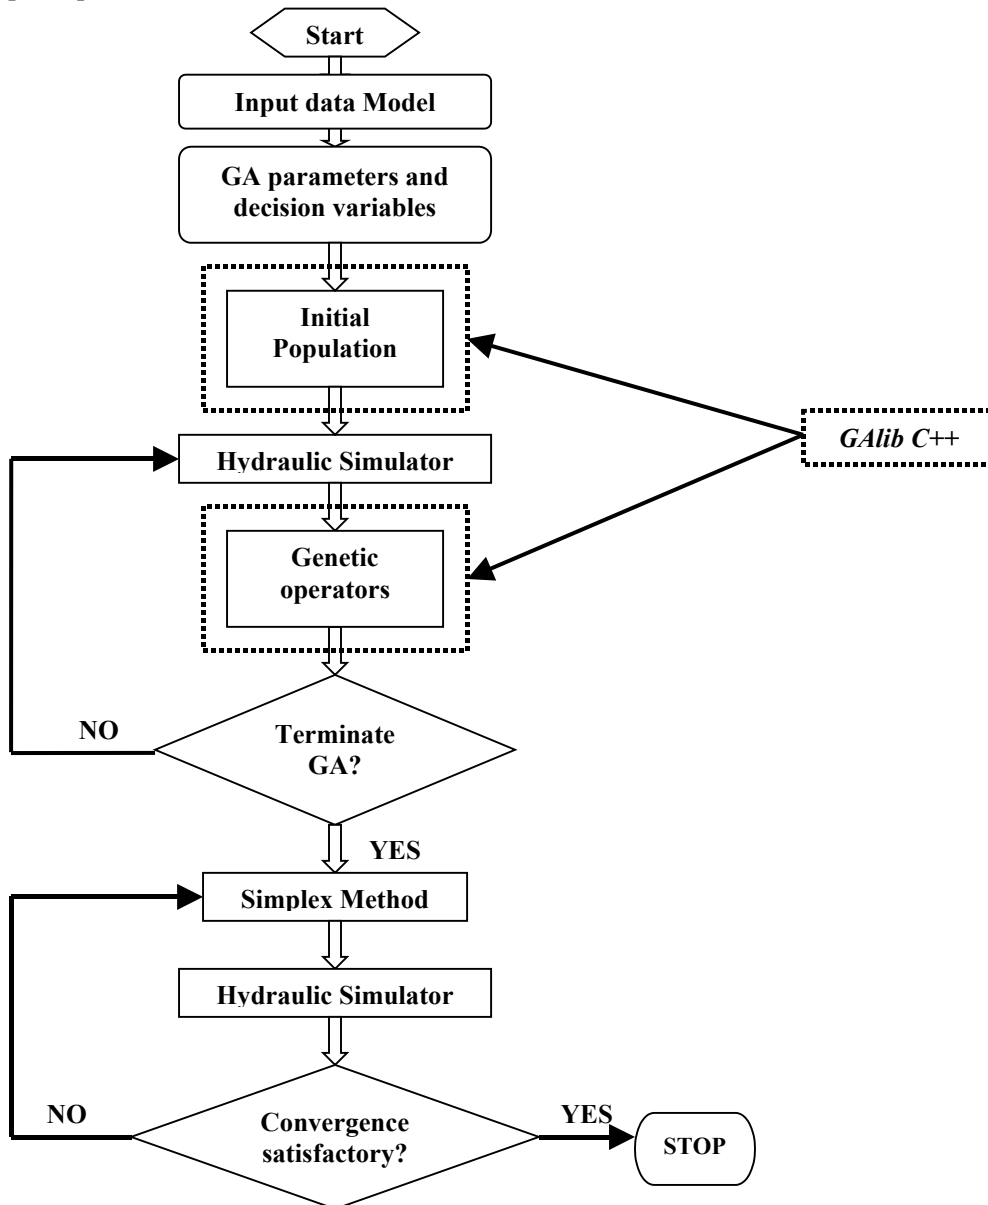 Start
Input data Model
GA parameters and
decision variables
Initial
Population
GAlib C++
Hydraulic Simulator
Genetic
operators
NO
Terminate
GA?
YES
Simplex Method
Hydraulic Simulator
NO
Convergence
satisfactory?
YES
STOP